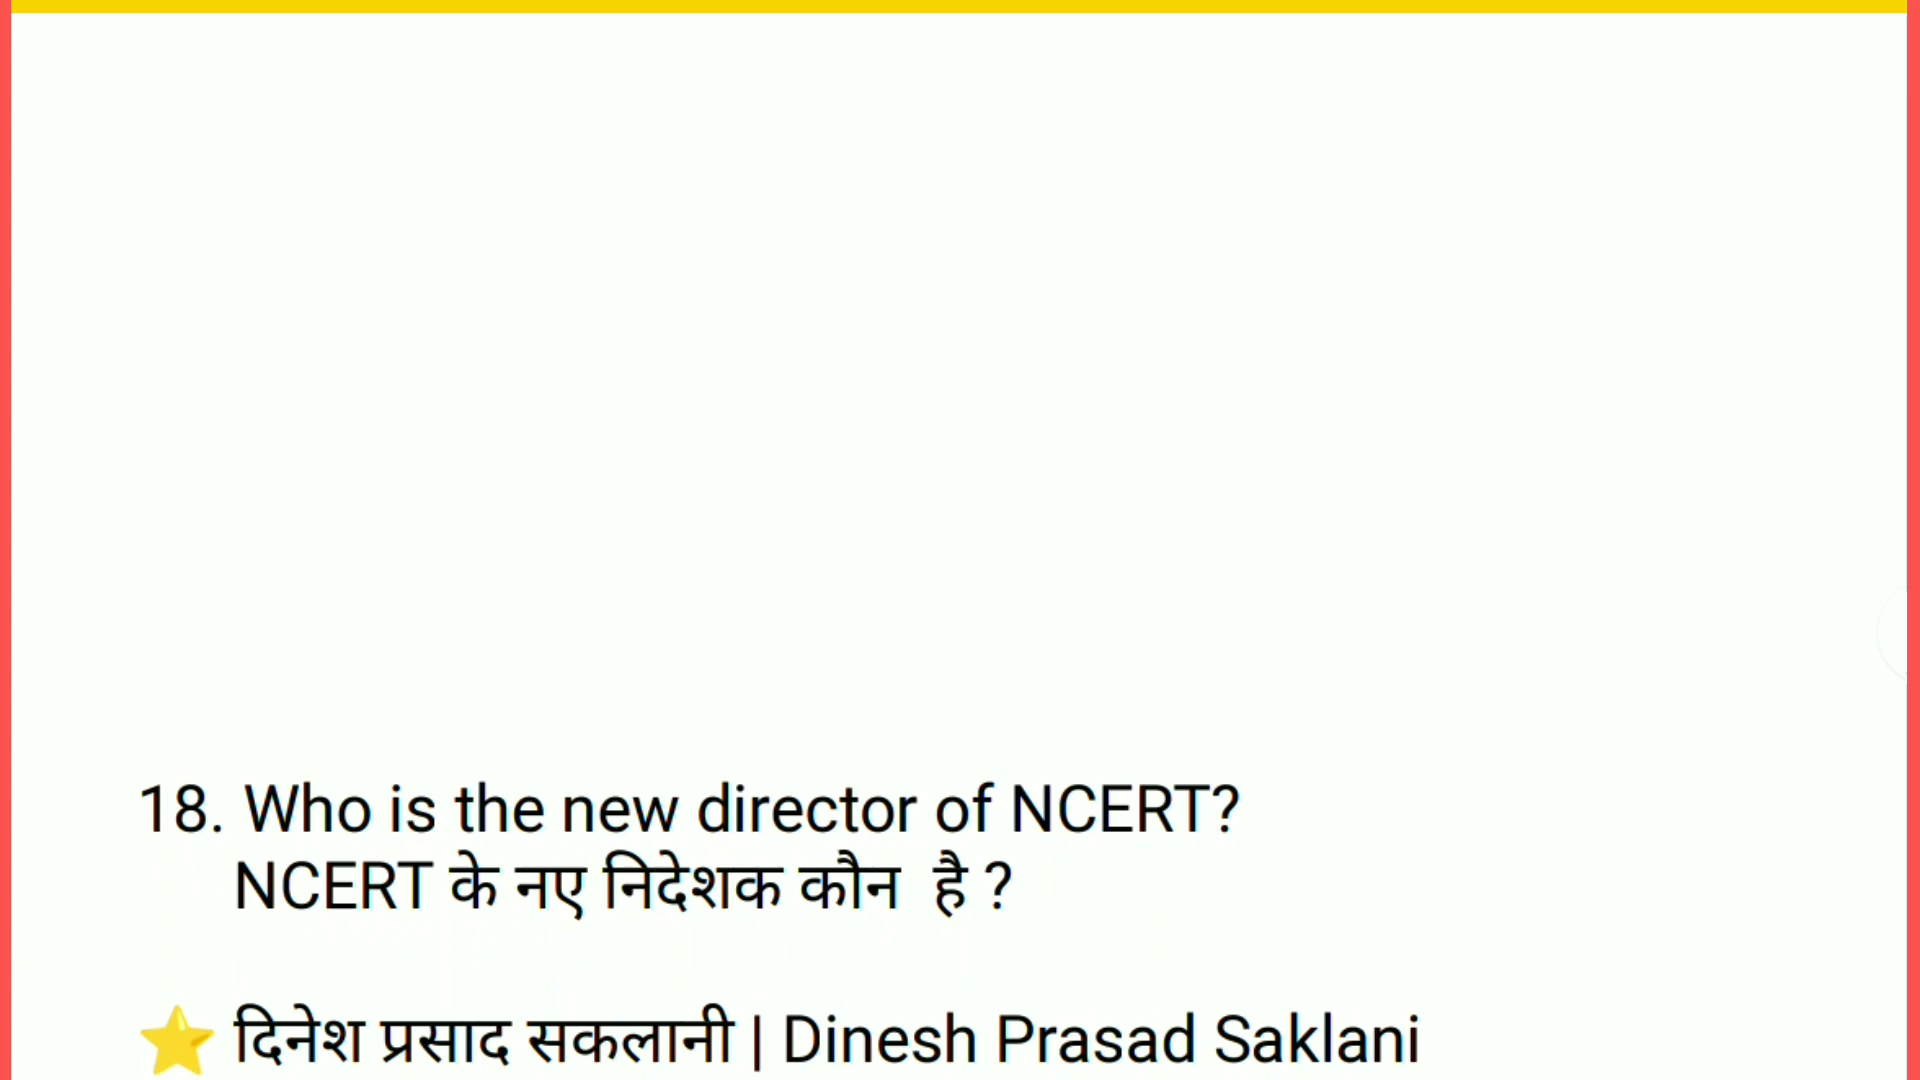 18. Who is the new director of NCERT?
NCERT के नए निदेशक कौन है ?
⭐ दिनेश प्रसाद सकलानी | Dinesh Prasad Saklani